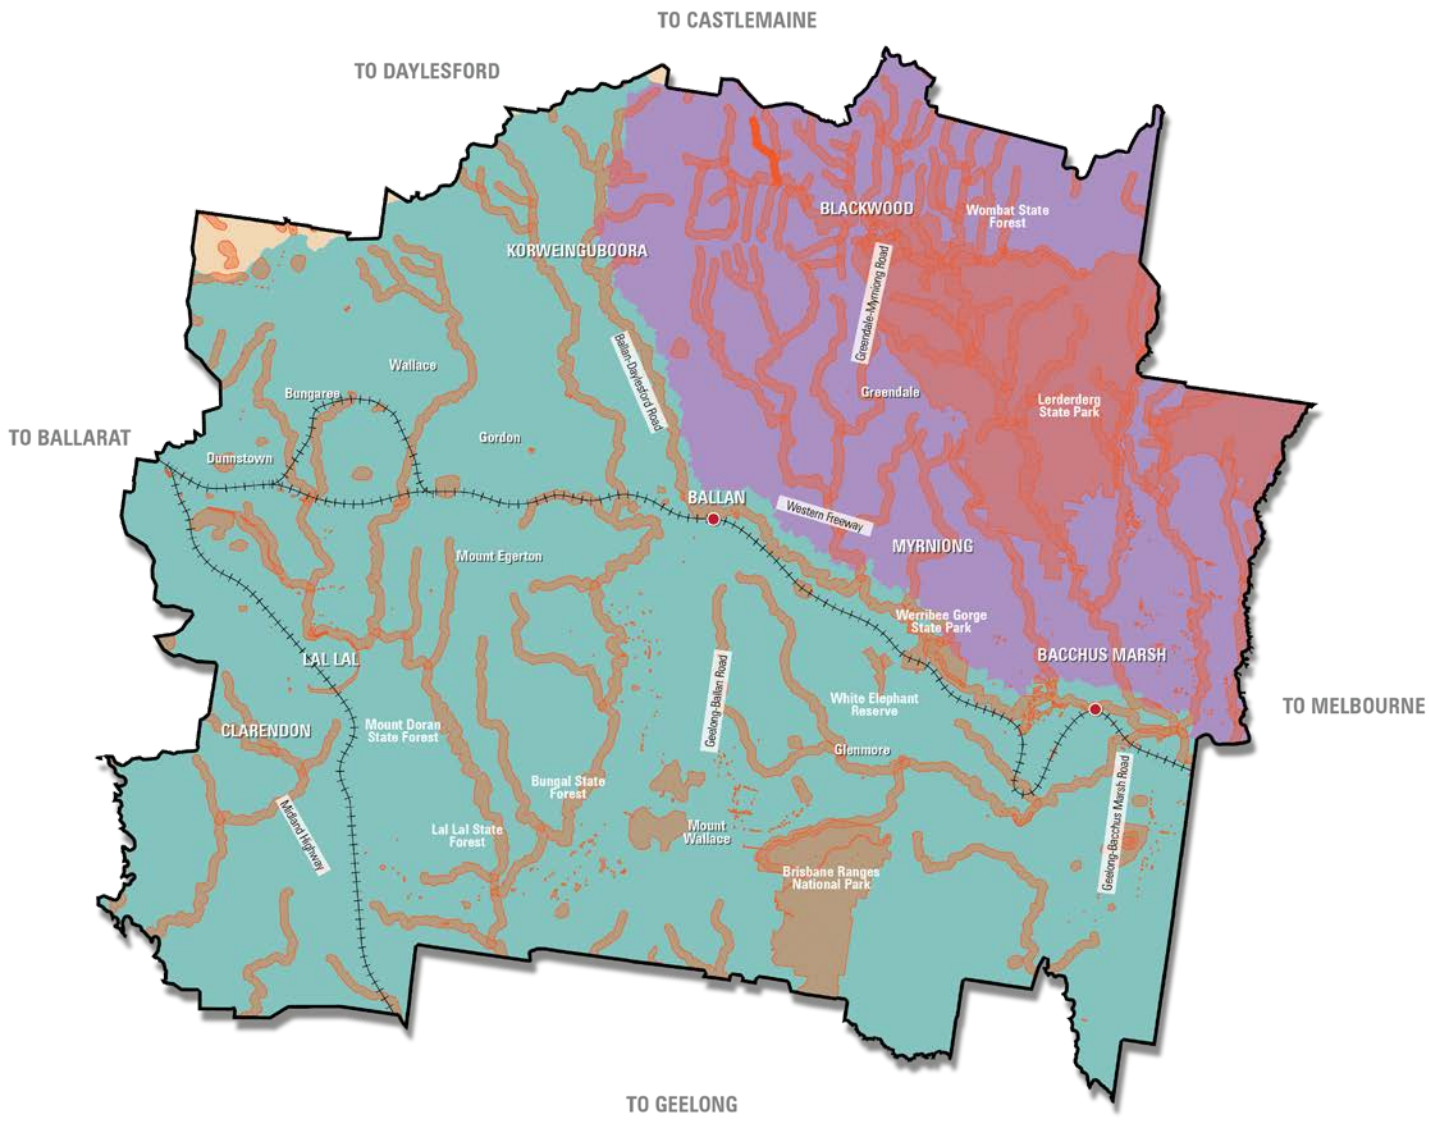 TO CASTLEMAINE
TO DAYLESFORD
BLACKWOOD
Wombat State
Forest
KORWEINGUBOORA
Greendale-Myrniong Road
Ballan-Daylesford Road
Wallace
Bungaree
Greendale
Lerderderg
State Park
TO BALLARAT
Gordon
Dunnstown
BALLAN
Western Freeway
MYRNIONG
Mount Egerton
Werribee Gorge
State Park
LAL LAL
BACCHUS MARSH
Geelong-Ballan Road
White Elephant
Reserve
TO MELBOURNE
CLARENDON
Mount Doran
State Forest
Glenmore
Bungal State
Forest
Midland Highway
Geelong-Bacchus Marsh Road
Lal Lal State
Forest
Mount
Wallace
Brisbane Ranges
National Park
TO GEELONG